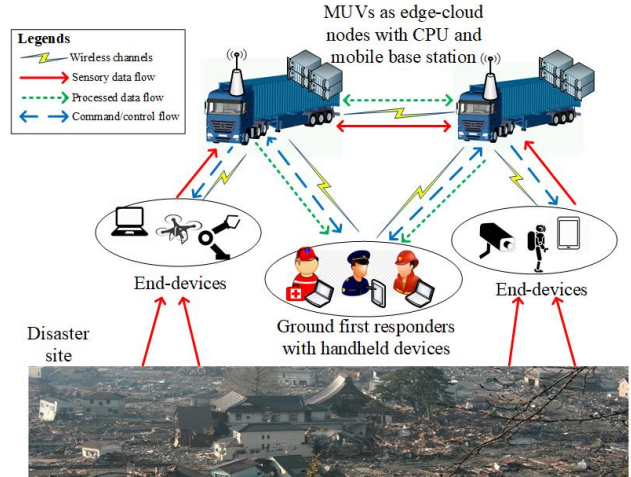 MUVs as edge-cloud
nodes with CPU and
mobile base station
Legends
Wireless channels
Sensory data flow
Processed data flow
Command/control flow
End-devices
End-devices
Ground first responders
with handheld devices
Disaster
site